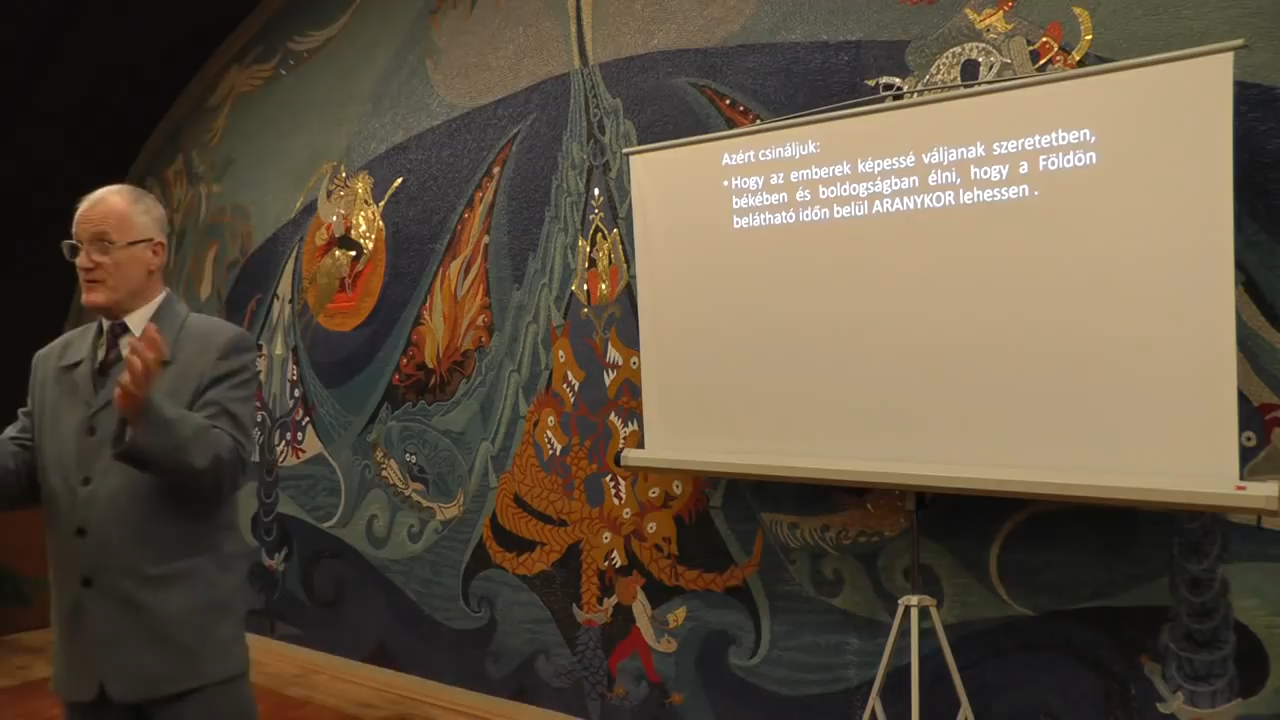 Azért csináljuk:
• Hogy az emberek képessé váljanak szeretetben,
békében és boldogságban élni, hogy a Földön
belátható időn belül ARANYKOR lehessen .